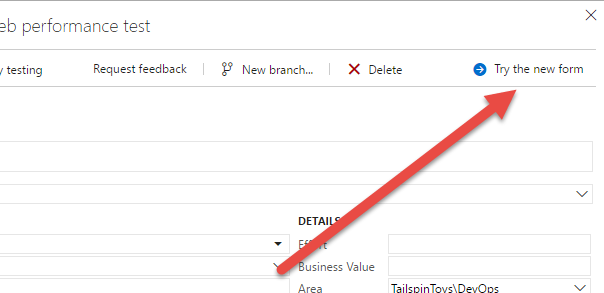 eb performance test
y testing Request feedback New branch... Delete Try the new form
DETAILS
Effort
Business Value
Area TailspinToys\DevOps